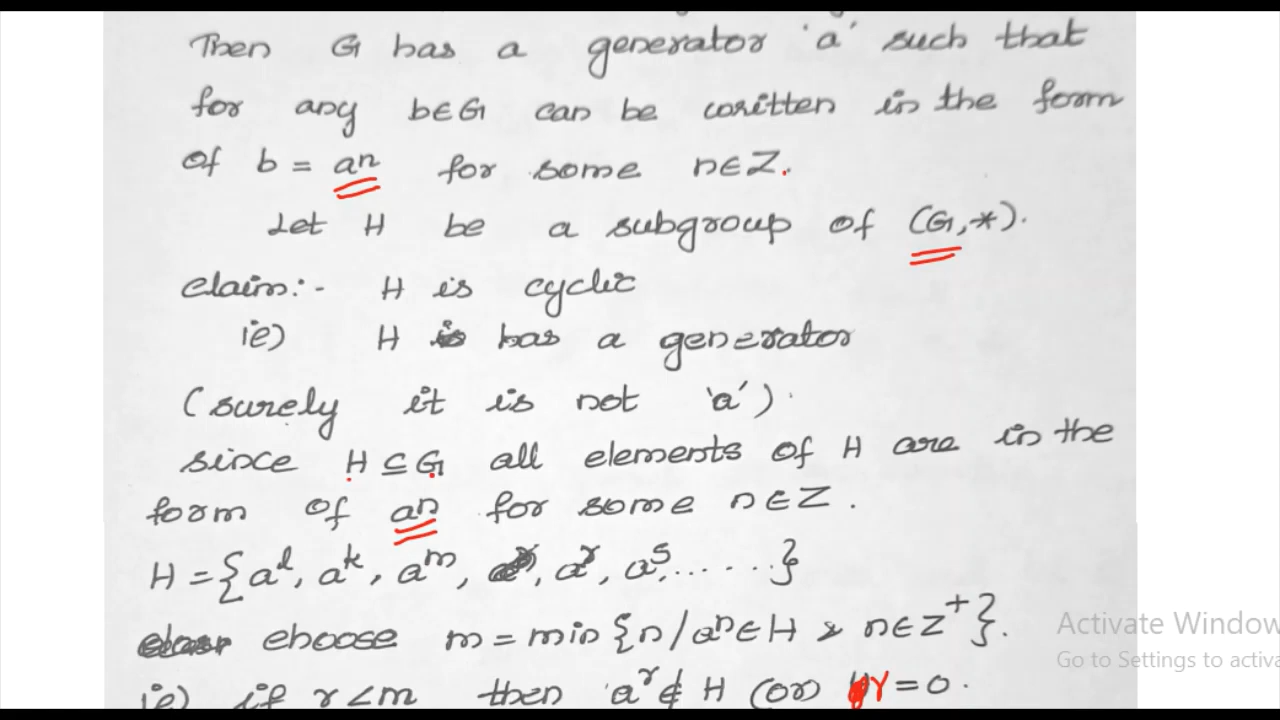 Then G has a generator 'a' such that
for any b∈G can be written in the form
of b = aⁿ for some n∈Z.
Let H be a subgroup of (G,*).
claim:- H is cyclic
ie) H is has a generator
(surely it is not 'a').
since H ⊆ G all elements of H are in the
form of aⁿ for some n∈Z.
H = {aˡ, aᵏ, aᵐ, aʳ, aˢ, ......}
choose m = min {n/aⁿ∈H & n∈Z⁺}.
ie) if r<m then aʳ∉H (or) r=0.
Activate Window
Go to Settings to activa